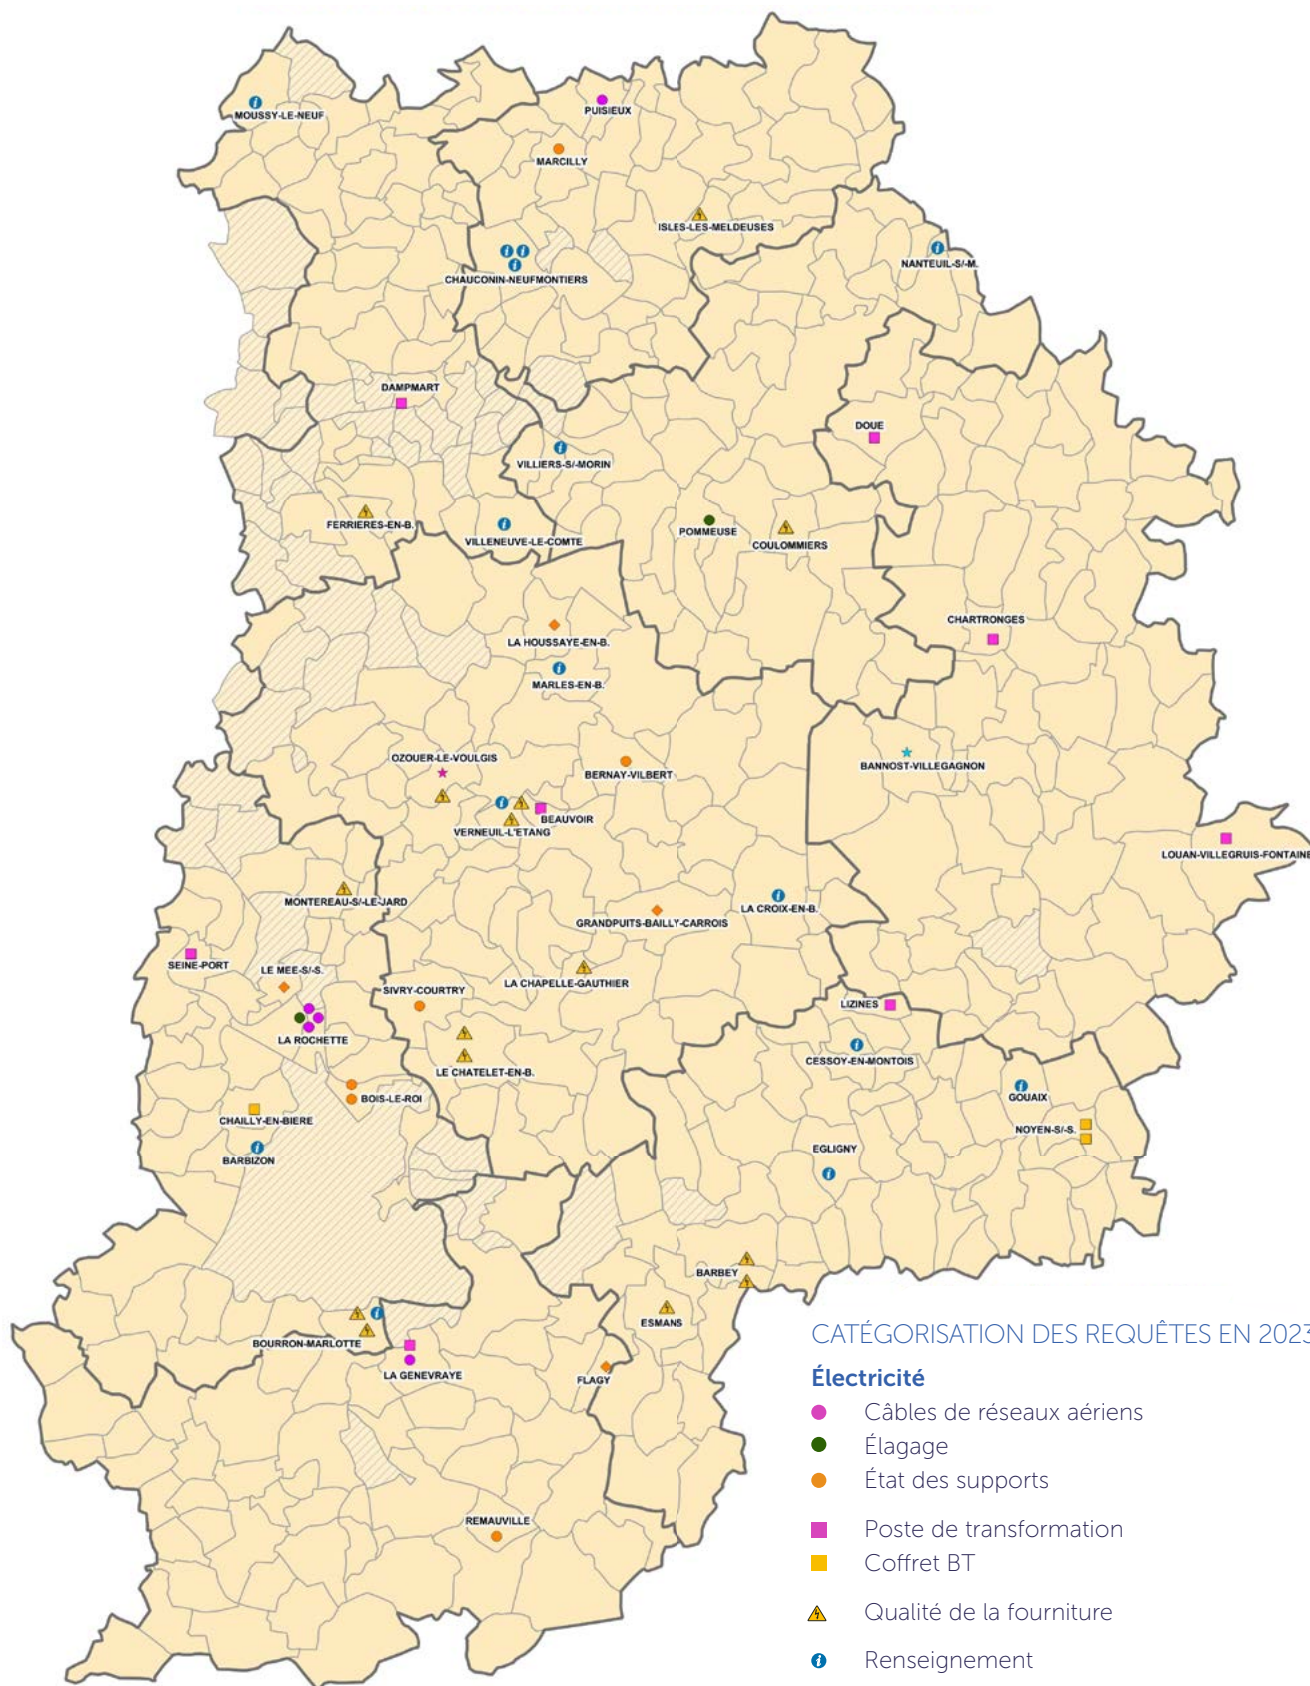 PUISIEUX
MOUSSY-LE-NEUF
MARCILLY
ISLES-LES-MELDEUSES
NANTEUIL-S/-M.
CHAUCONIN-NEUFMONTIERS
DAMPMART
DOUE
VILLIERS-S/-MORIN
FERRIERES-EN-B.
VILLENEUVE-LE-COMTE
POMMEUSE
COULOMMIERS
CHARTRONGES
LA HOUSSAYE-EN-B.
MARLES-EN-B.
OZOUER-LE-VOULGIS
BERNAY-VILBERT
BANNOST-VILLEGAGNON
BEAUVOIR
VERNEUIL-L'ETANG
LOUAN-VILLEGRUIS-FONTAINE
MONTEREAU-S/-LE-JARD
LA CROIX-EN-B.
GRANDPUITS-BAILLY-CARROIS
SEINE-PORT
LE MEE-S/-S.
SIVRY-COURTRY
LA CHAPELLE-GAUTHIER
LIZINES
LA ROCHETTE
CESSOY-EN-MONTOIS
LE CHATELET-EN-B.
BOIS-LE-ROI
GOUAIX
CHAILLY-EN-BIERE
NOYEN-S/-S.
BARBIZON
EGLIGNY
BARBEY
ESMANS
BOURRON-MARLOTTE
LA GENEVRAYE
FLAGY
REMAUVILLE
CATÉGORISATION DES REQUÊTES EN 2023
Électricité
Câbles de réseaux aériens
Élagage
État des supports
Poste de transformation
Coffret BT
Qualité de la fourniture
Renseignement